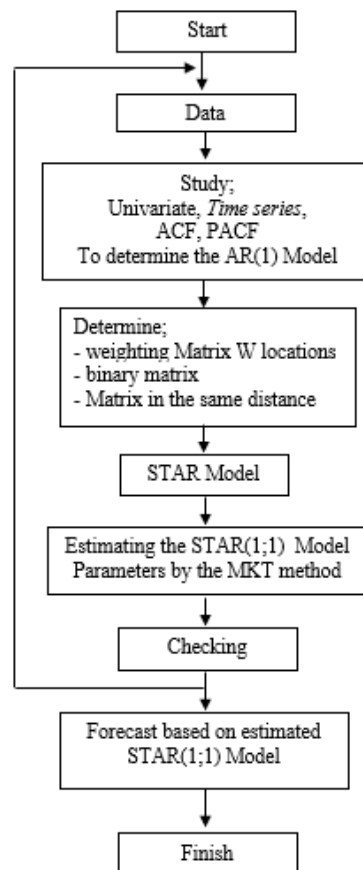 Start
Data
Study;
Univariate, Time series,
ACF, PACF
To determine the AR(1) Model
Determine;
- weighting Matrix W locations
- binary matrix
- Matrix in the same distance
STAR Model
Estimating the STAR(1;1) Model
Parameters by the MKT method
Checking
Forecast based on estimated
STAR(1;1) Model
Finish